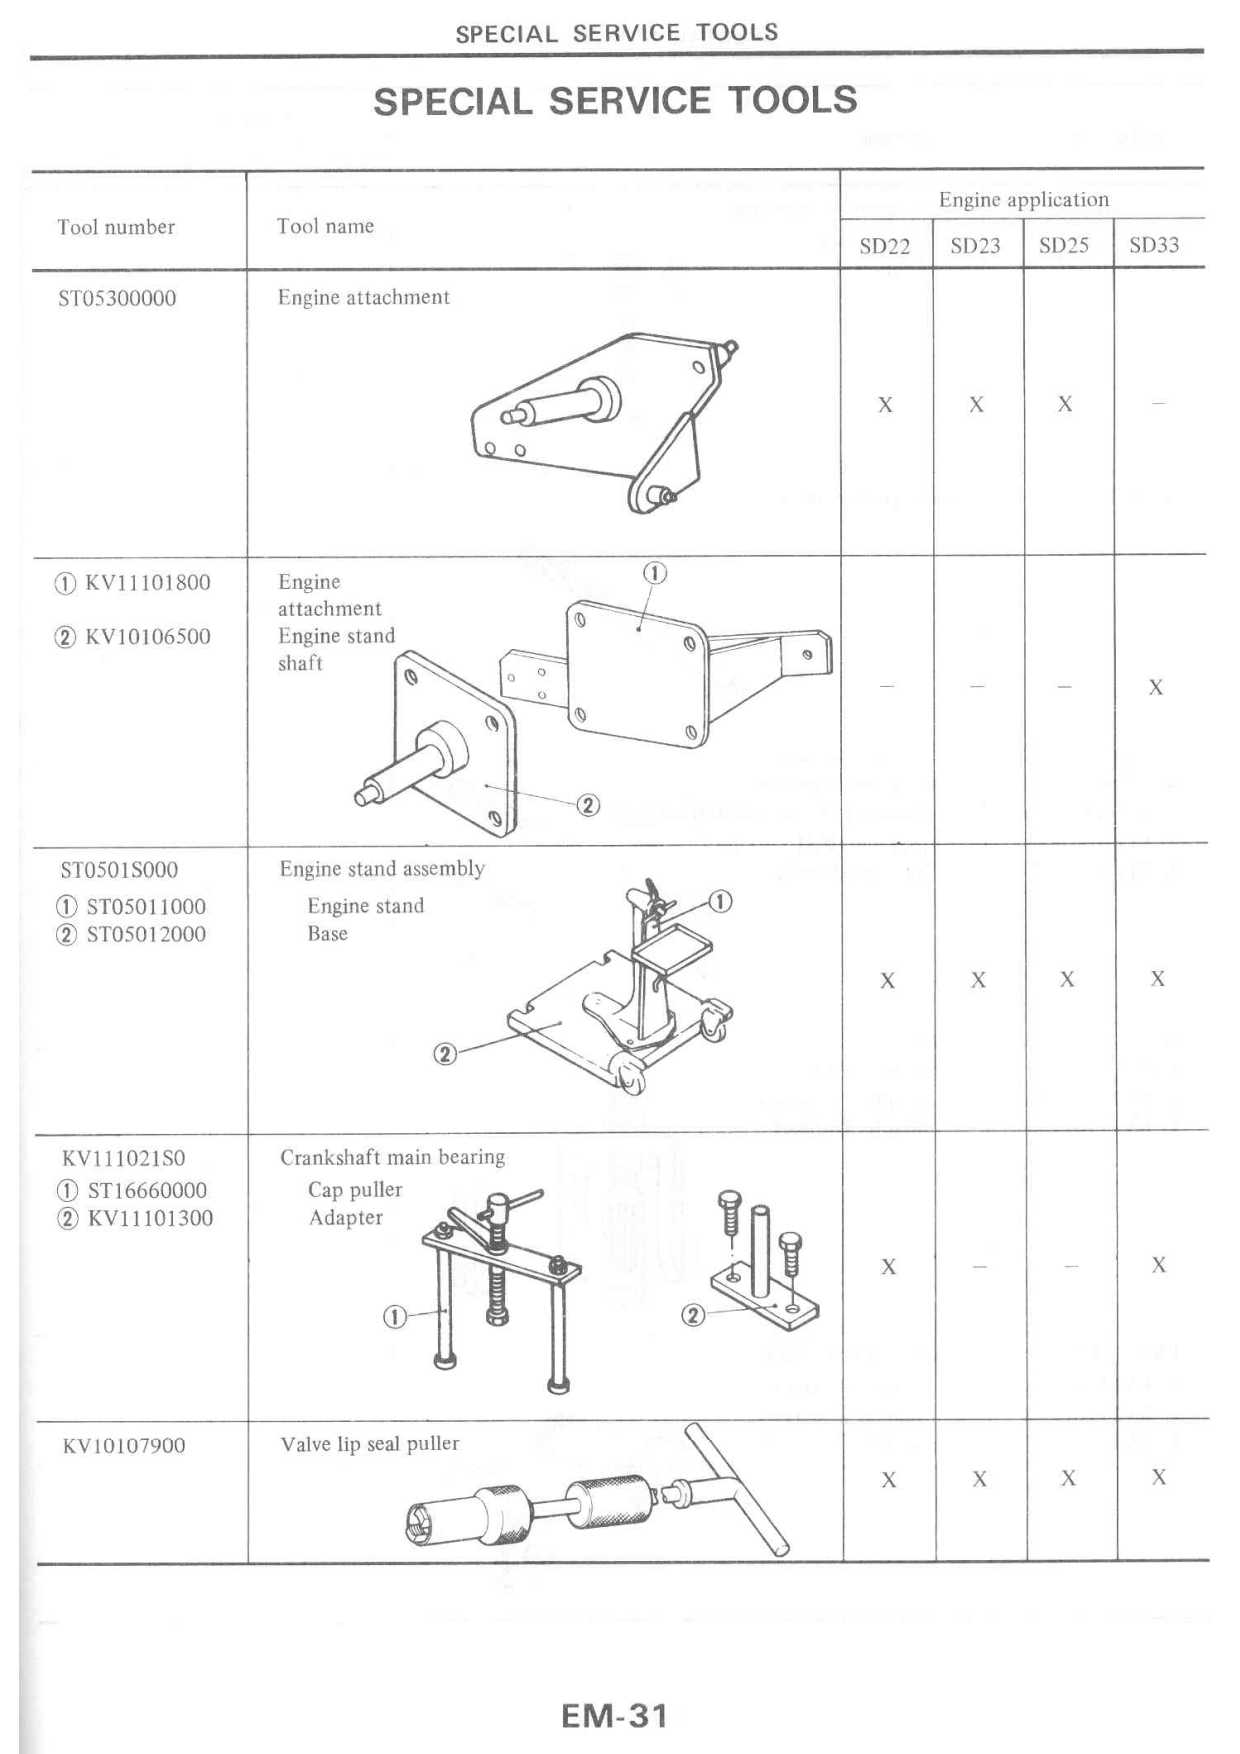 SPECIAL SERVICE TOOLS
SPECIAL SERVICE TOOLS
Tool number
Tool name
Engine application
SD22
SD23
SD25
SD33
ST05300000
Engine attachment
X
X
X
–
① KV11101800
Engine
attachment
①
② KV10106500
Engine stand
shaft
–
–
–
X
②
ST0501S000
Engine stand assembly
① ST05011000
Engine stand
①
② ST05012000
Base
X
X
X
X
②
KV111021S0
Crankshaft main bearing
① ST16660000
Cap puller
② KV11101300
Adapter
X
–
–
X
①
②
KV10107900
Valve lip seal puller
X
X
X
X
EM-31